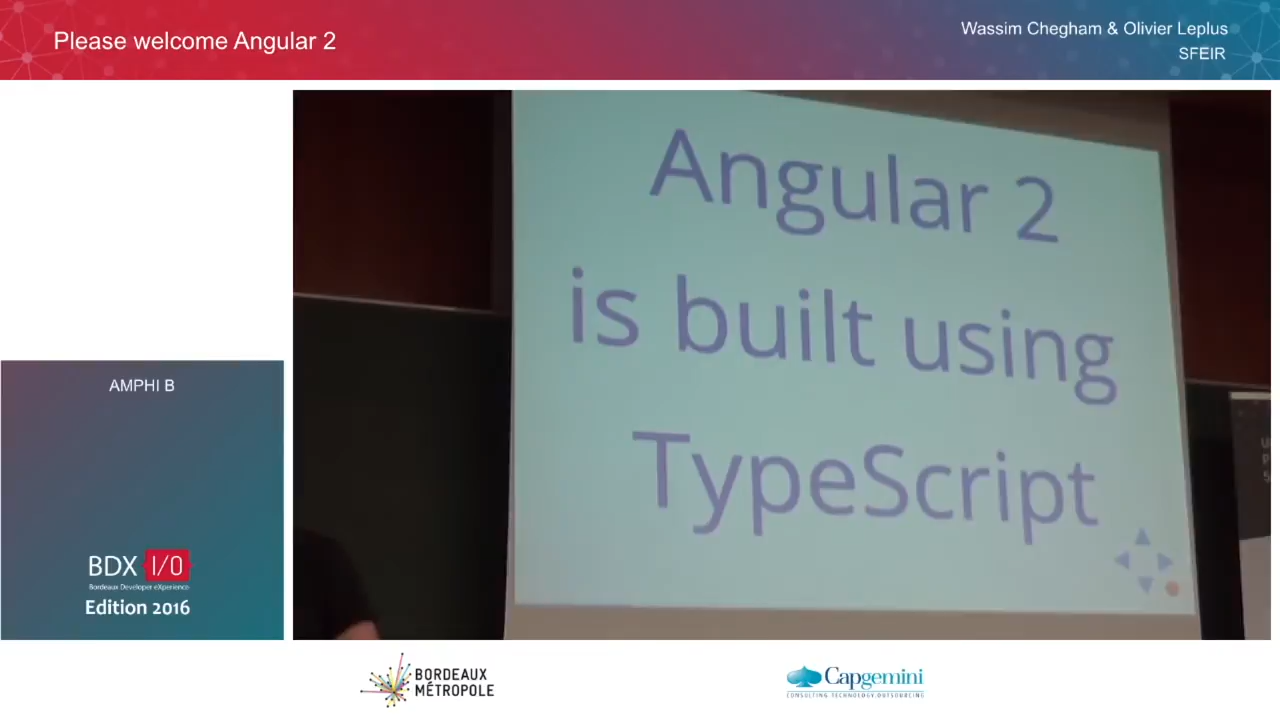 Please welcome Angular 2
Wassim Chegham & Olivier Leplus
SFEIR
Angular 2
is built using
TypeScript
AMPHI B
BDX I/O
Bordeaux Developer eXperience
Edition 2016
BORDEAUX
MÉTROPOLE
Capgemini
CONSULTING.TECHNOLOGY.OUTSOURCING